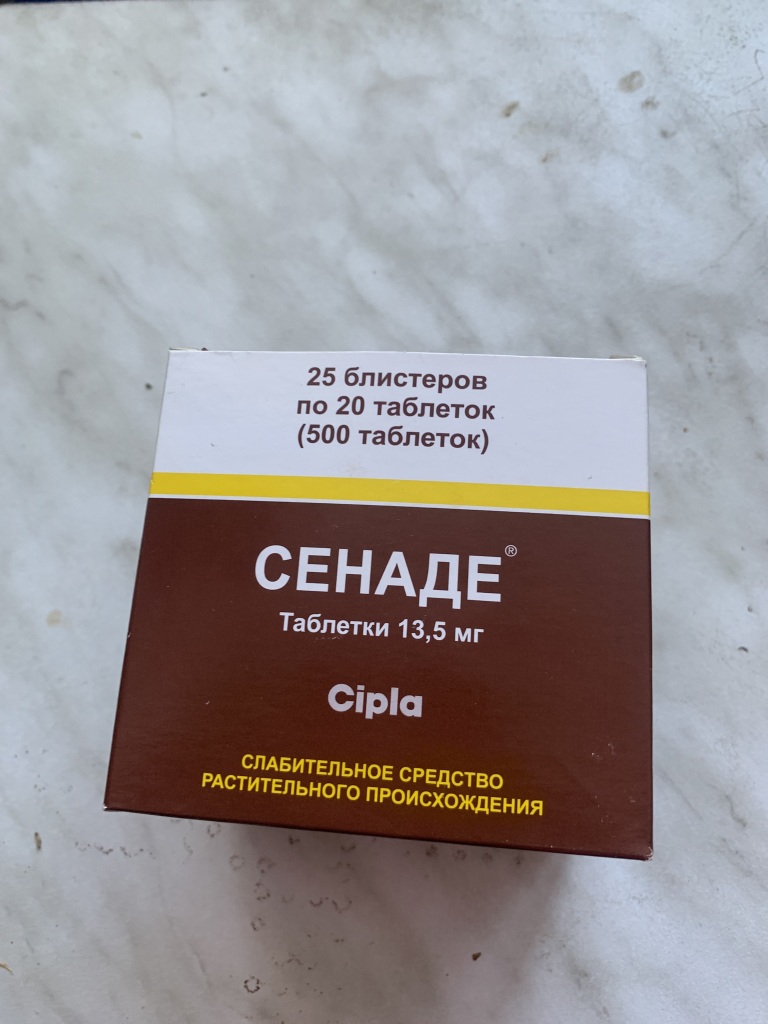 25 блистеров
по 20 таблеток
(500 таблеток)
СЕНАДЕ®
Таблетки 13,5 мг
Cipla
СЛАБИТЕЛЬНОЕ СРЕДСТВО
РАСТИТЕЛЬНОГО ПРОИСХОЖДЕНИЯ